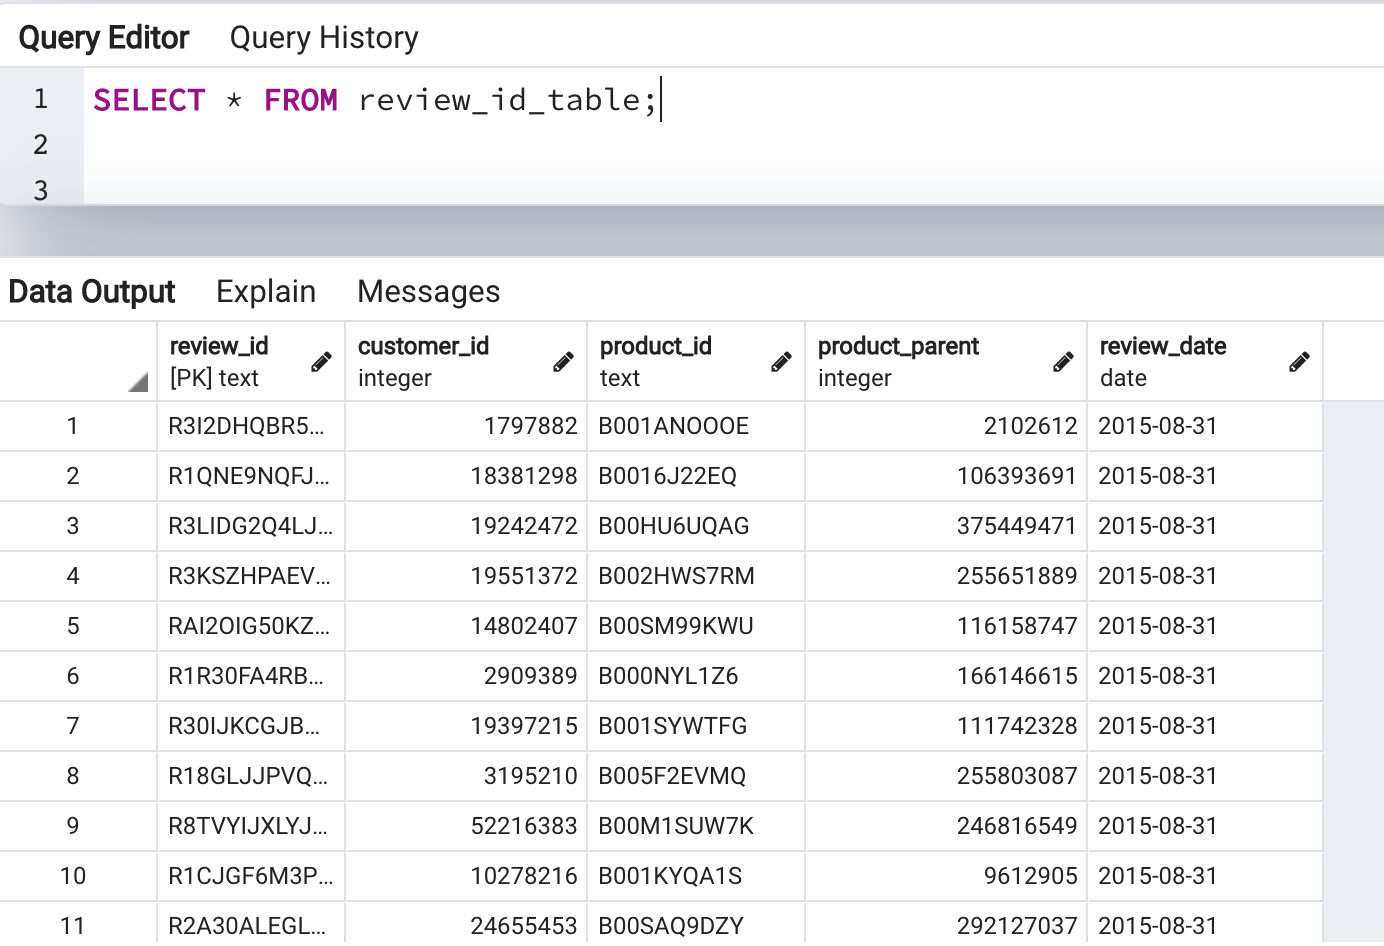 Query Editor Query History
1 SELECT * FROM review_id_table;
2
3
Data Output Explain Messages
review_id customer_id product_id product_parent review_date
[PK] text integer text integer date
1 R3I2DHQBR5... 1797882 B001ANOOOE 2102612 2015-08-31
2 R1QNE9NQFJ... 18381298 B0016J22EQ 106393691 2015-08-31
3 R3LIDG2Q4LJ... 19242472 B00HU6UQAG 375449471 2015-08-31
4 R3KSZHPAEV... 19551372 B002HWS7RM 255651889 2015-08-31
5 RAI2OIG50KZ... 14802407 B00SM99KWU 116158747 2015-08-31
6 R1R30FA4RB... 2909389 B000NYL1Z6 166146615 2015-08-31
7 R30IJKCGJB... 19397215 B001SYWTFG 111742328 2015-08-31
8 R18GLJJPVQ... 3195210 B005F2EVMQ 255803087 2015-08-31
9 R8TVYIJXLYJ... 52216383 B00M1SUW7K 246816549 2015-08-31
10 R1CJGF6M3P... 10278216 B001KYQA1S 9612905 2015-08-31
11 R2A30ALEGL... 24655453 B00SAQ9DZY 292127037 2015-08-31